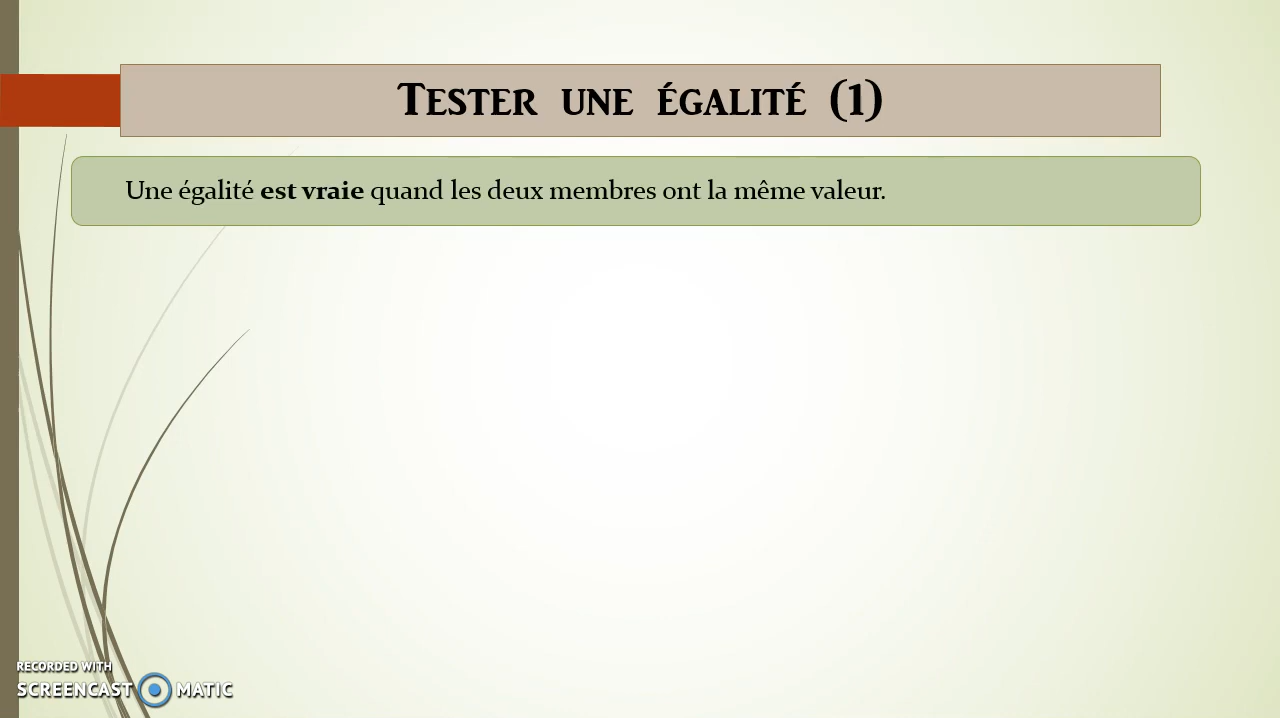 Tester une égalité (1)
Une égalité est vraie quand les deux membres ont la même valeur.
RECORDED WITH
SCREENCAST MATIC